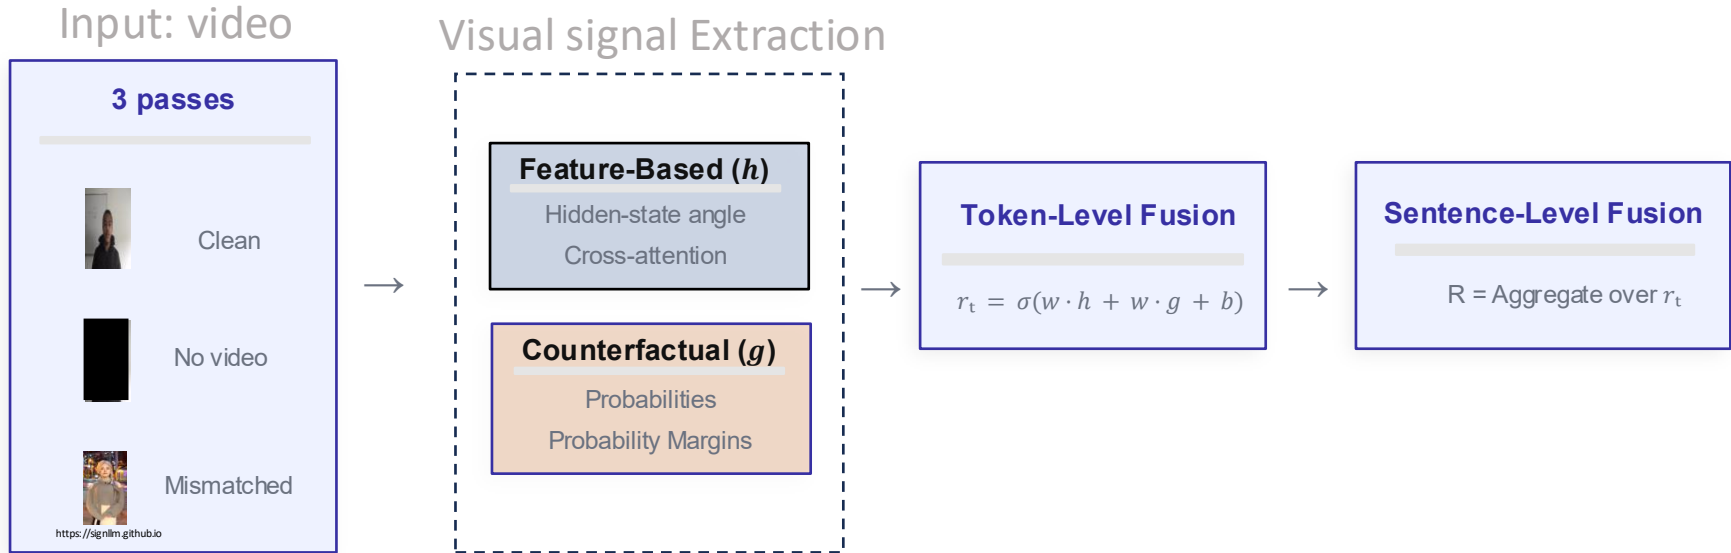 Input: video
3 passes
Clean
No video
Mismatched
https://signllm.github.io
→
Visual signal Extraction
Feature-Based (h)
Hidden-state angle
Cross-attention
Counterfactual (g)
Probabilities
Probability Margins
→
Token-Level Fusion
rₜ = σ(w · h + w · g + b)
→
Sentence-Level Fusion
R = Aggregate over rₜ